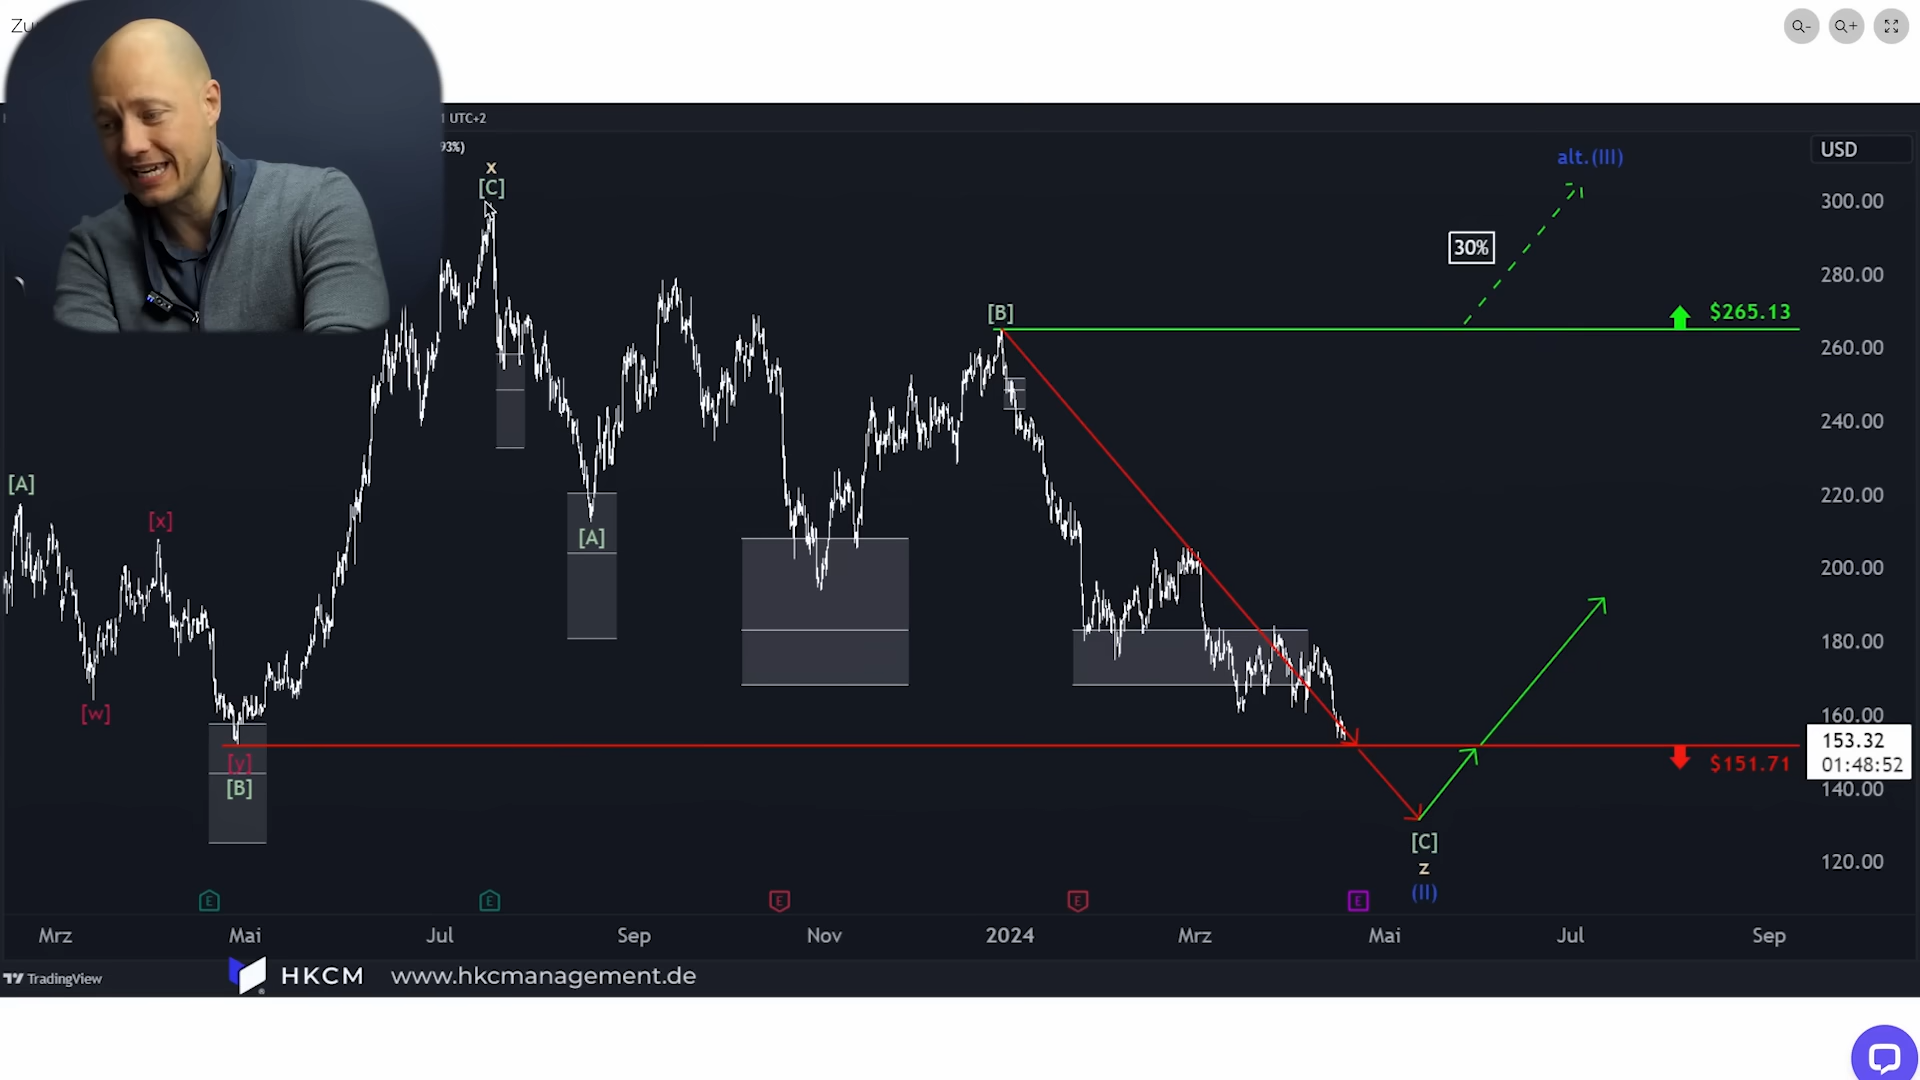 Zu
UTC+2
93%)
USD
x
[C]
alt.(III)
300.00
30%
280.00
[B]
$265.13
260.00
240.00
[A]
220.00
[x]
[A]
200.00
180.00
[w]
160.00
153.32
01:48:52
[y]
$151.71
[B]
140.00
[C]
z
(II)
120.00
E
E
E
E
E
Mrz
Mai
Jul
Sep
Nov
2024
Mrz
Mai
Jul
Sep
TradingView
HKCM
www.hkcmanagement.de